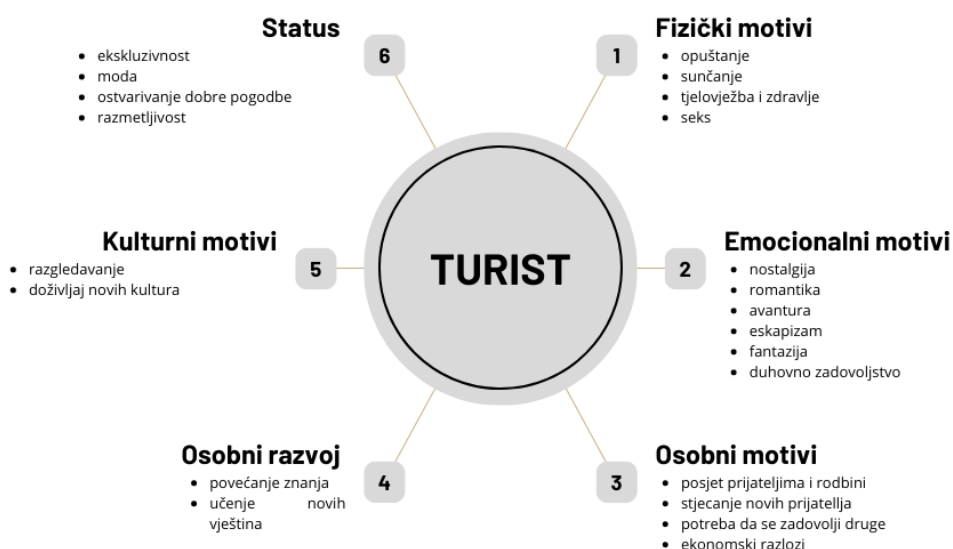 Status
6
• ekskluzivnost
• moda
• ostvarivanje dobre pogodbe
• razmetljivost
1
Fizički motivi
• opuštanje
• sunčanje
• tjelovježba i zdravlje
• seks
Kulturni motivi
5
• razgledavanje
• doživljaj novih kultura
TURIST
2
Emocionalni motivi
• nostalgija
• romantika
• avantura
• eskapizam
• fantazija
• duhovno zadovoljstvo
Osobni razvoj
4
• povećanje znanja
• učenje novih
vještina
3
Osobni motivi
• posjet prijateljima i rodbini
• stjecanje novih prijatellja
• potreba da se zadovolji druge
• ekonomski razlozi